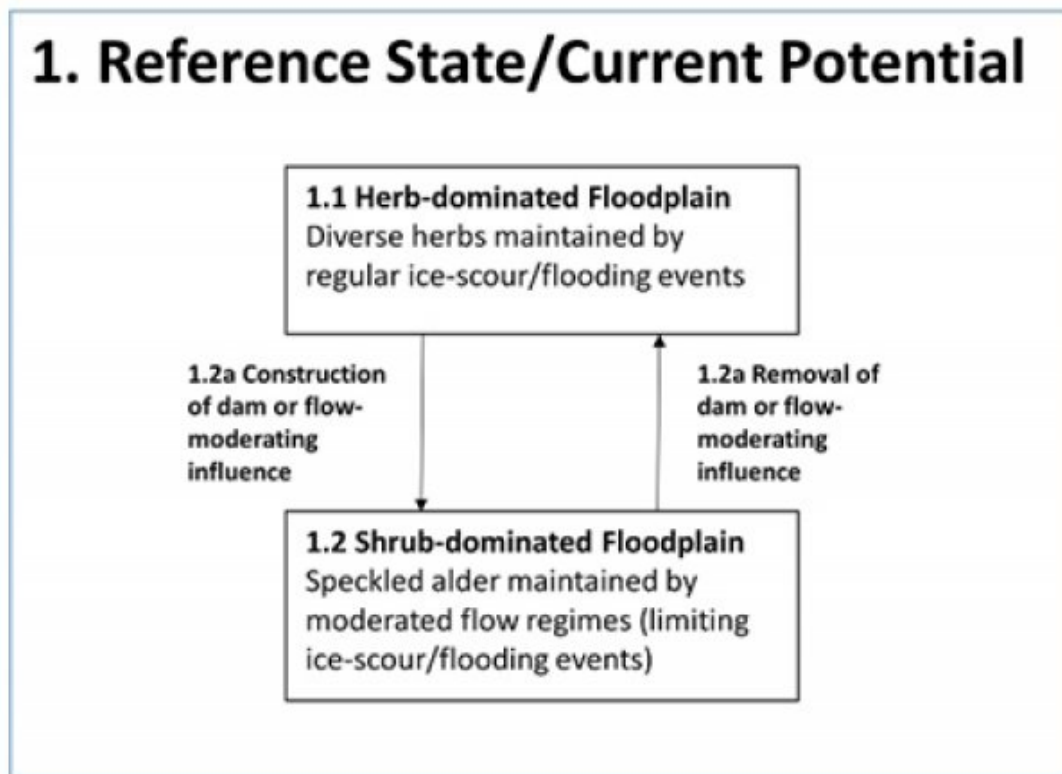 1. Reference State/Current Potential
1.1 Herb-dominated Floodplain
Diverse herbs maintained by
regular ice-scour/flooding events
1.2a Construction
of dam or flow-
moderating
influence
1.2a Removal of
dam or flow-
moderating
influence
1.2 Shrub-dominated Floodplain
Speckled alder maintained by
moderated flow regimes (limiting
ice-scour/flooding events)